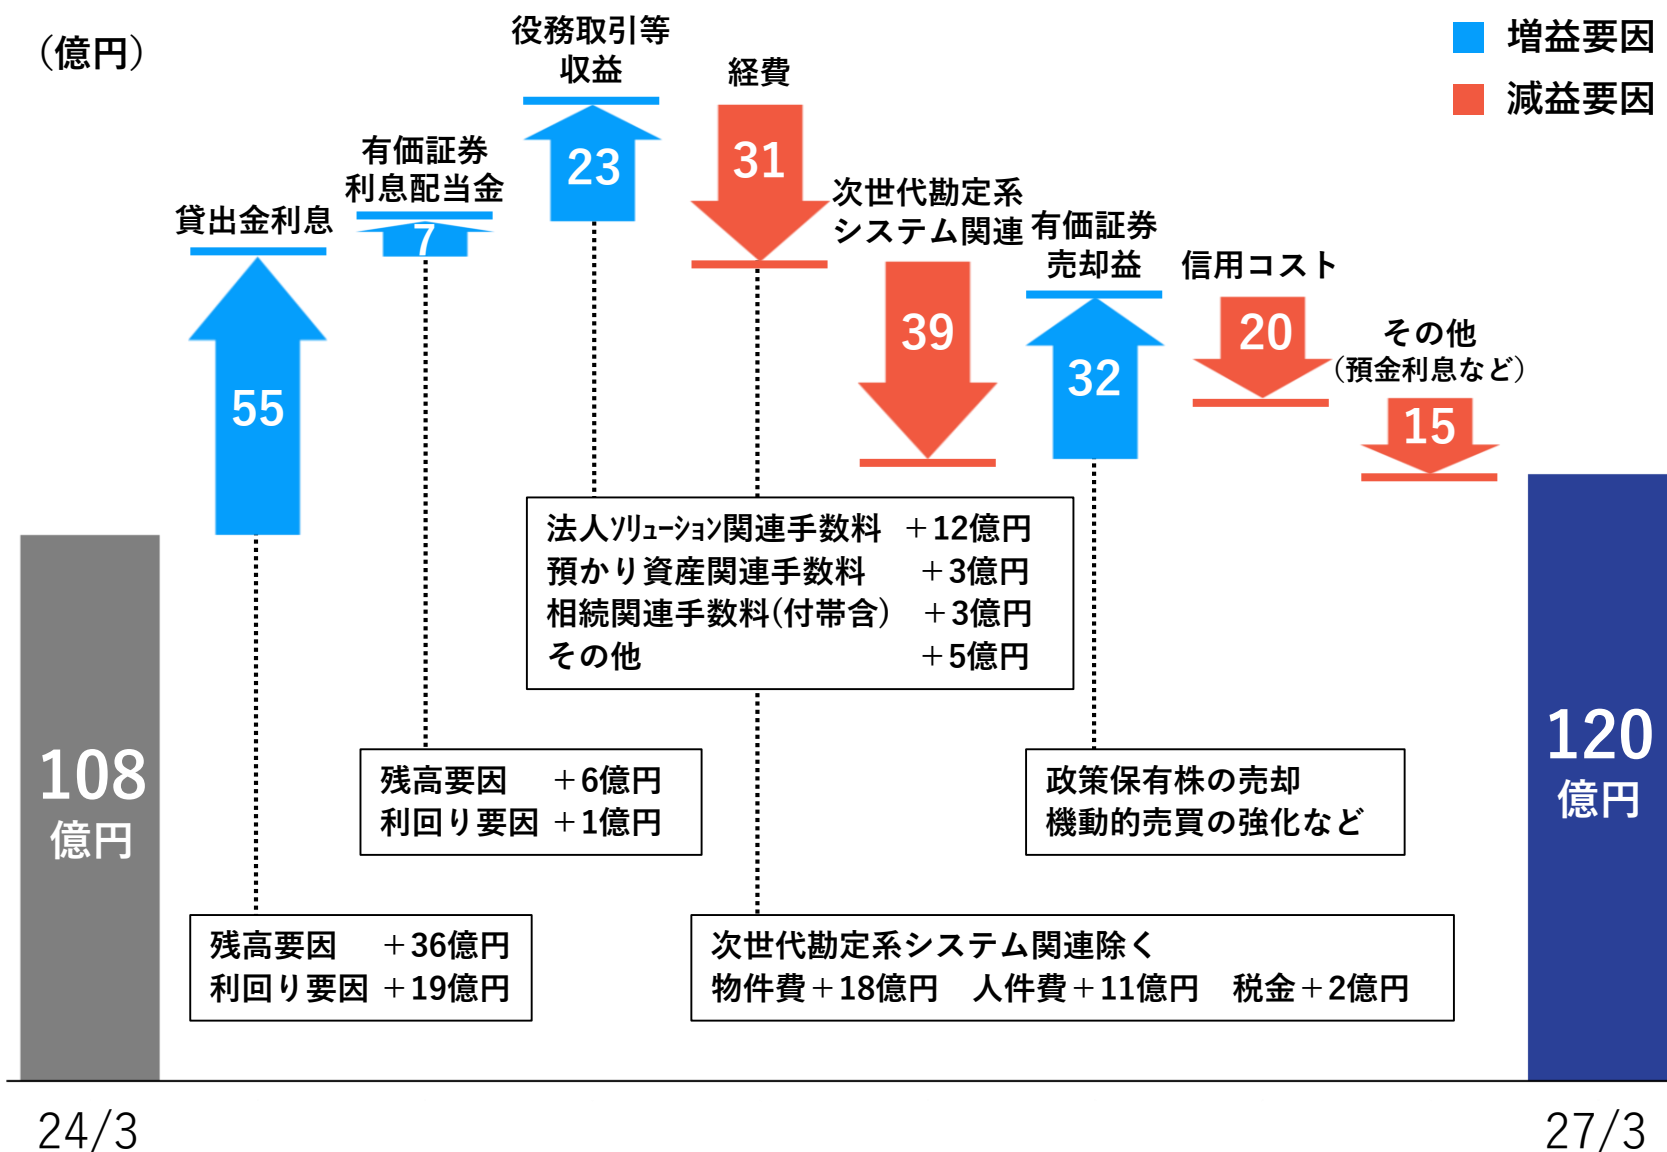 （億円）
増益要因
減益要因
役務取引等
収益
経費
有価証券
利息配当金
貸出金利息
次世代勘定系
システム関連
有価証券
売却益
信用コスト
その他
（預金利息など）
55
7
23
31
39
32
20
15
法人ｿﾘｭｰｼｮﾝ関連手数料 ＋12億円
預かり資産関連手数料 ＋3億円
相続関連手数料(付帯含) ＋3億円
その他 ＋5億円
残高要因 ＋6億円
利回り要因 ＋1億円
政策保有株の売却
機動的売買の強化など
残高要因 ＋36億円
利回り要因 ＋19億円
次世代勘定系システム関連除く
物件費＋18億円 人件費＋11億円 税金＋2億円
108
億円
120
億円
24/3
27/3